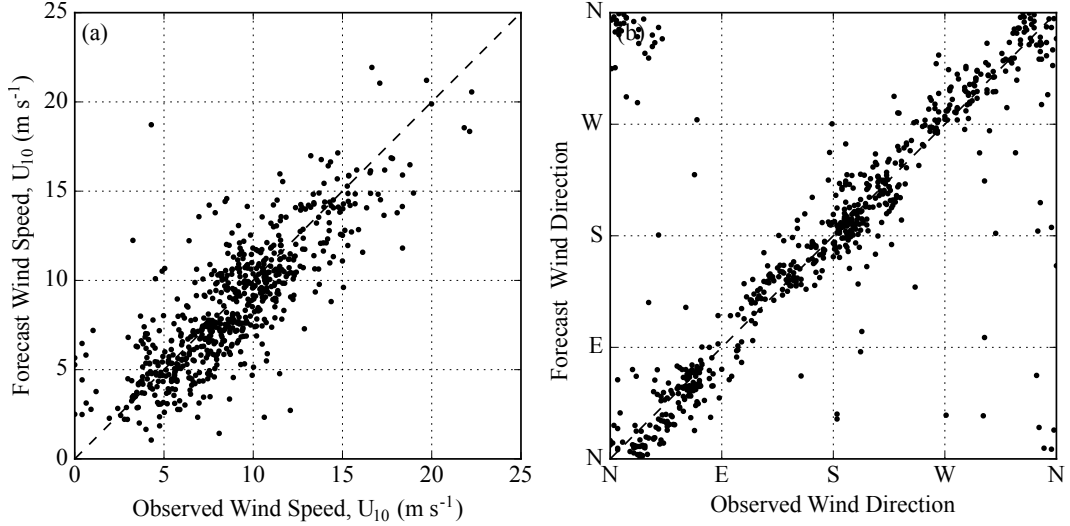 (a)
25
20
15
10
5
0
0 5 10 15 20 25
Forecast Wind Speed, U10 (m s-1)
Observed Wind Speed, U10 (m s-1)
(b)
N
W
S
E
N
N E S W N
Forecast Wind Direction
Observed Wind Direction